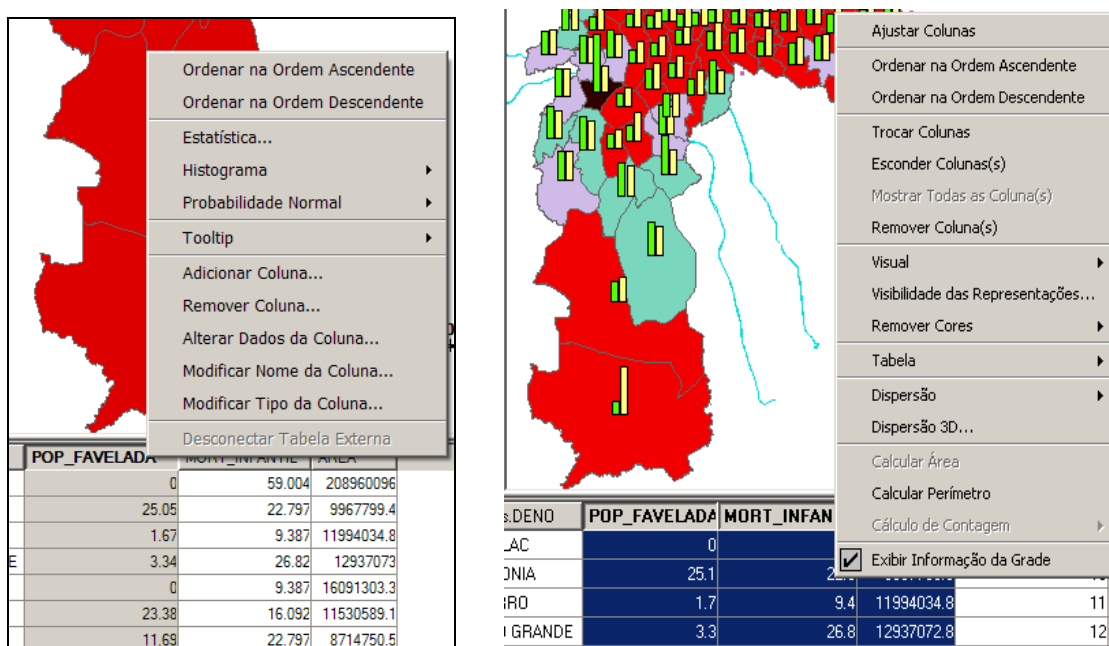 Ordenar na Ordem Ascendente
Ordenar na Ordem Descendente
Estatística...
Histograma
Probabilidade Normal
Tooltip
Adicionar Coluna...
Remover Coluna...
Alterar Dados da Coluna...
Modificar Nome da Coluna...
Modificar Tipo da Coluna...
Desconectar Tabela Externa
POP_FAVELADA MORT_INFANTIL AREA
0 59.004 208960096
25.05 22.797 9967799.4
1.67 9.387 11994034.8
E 3.34 26.82 12937073
0 9.387 16091303.3
23.38 16.092 11530589.1
11.69 22.797 8714750.5
Ajustar Colunas
Ordenar na Ordem Ascendente
Ordenar na Ordem Descendente
Trocar Colunas
Esconder Colunas(s)
Mostrar Todas as Coluna(s)
Remover Coluna(s)
Visual
Visibilidade das Representações...
Remover Cores
Tabela
Dispersão
Dispersão 3D...
Calcular Área
Calcular Perímetro
Cálculo de Contagem
Exibir Informação da Grade
s.DENO POP_FAVELADA MORT_INFAN
LAC 0
ONIA 25.1
RO 1.7 9.4 11994034.8 11
O GRANDE 3.3 26.8 12937072.8 12